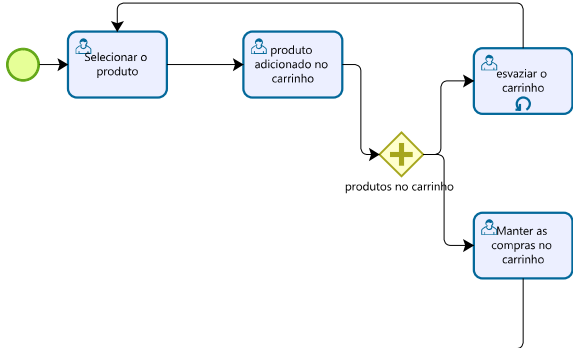 Selecionar o
produto
produto
adicionado no
carrinho
esvaziar o
carrinho
produtos no carrinho
Manter as
compras no
carrinho